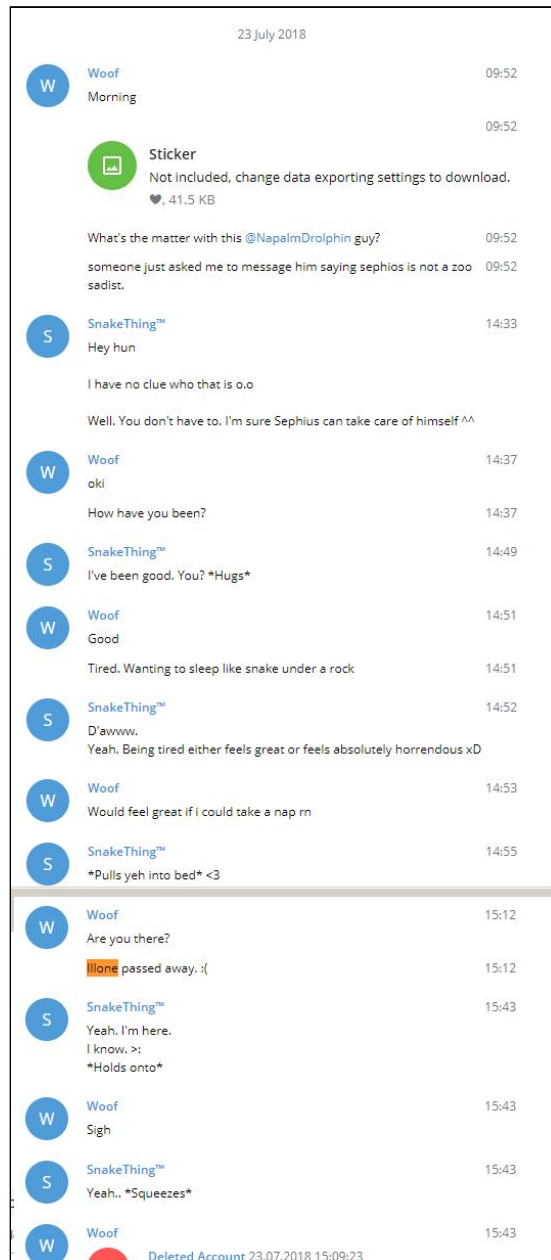 23 July 2018
W
Woof 09:52
Morning
09:52
Sticker
Not included, change data exporting settings to download.
♥, 41.5 KB
What's the matter with this @NapalmDrolphin guy? 09:52
someone just asked me to message him saying sephios is not a zoo 09:52
sadist.
S
SnakeThing™ 14:33
Hey hun
I have no clue who that is o.o
Well. You don't have to. I'm sure Sephius can take care of himself ^^
W
Woof 14:37
oki
How have you been? 14:37
S
SnakeThing™ 14:49
I've been good. You? *Hugs*
W
Woof 14:51
Good
Tired. Wanting to sleep like snake under a rock 14:51
S
SnakeThing™ 14:52
D'awww.
Yeah. Being tired either feels great or feels absolutely horrendous xD
W
Woof 14:53
Would feel great if i could take a nap rn
S
SnakeThing™ 14:55
*Pulls yeh into bed* <3
W
Woof 15:12
Are you there?
Illone passed away. :( 15:12
S
SnakeThing™ 15:43
Yeah. I'm here.
I know. >:
*Holds onto*
W
Woof 15:43
Sigh
S
SnakeThing™ 15:43
Yeah.. *Squeezes*
W
Woof 15:43
Deleted Account 23.07.2018 15:09:23